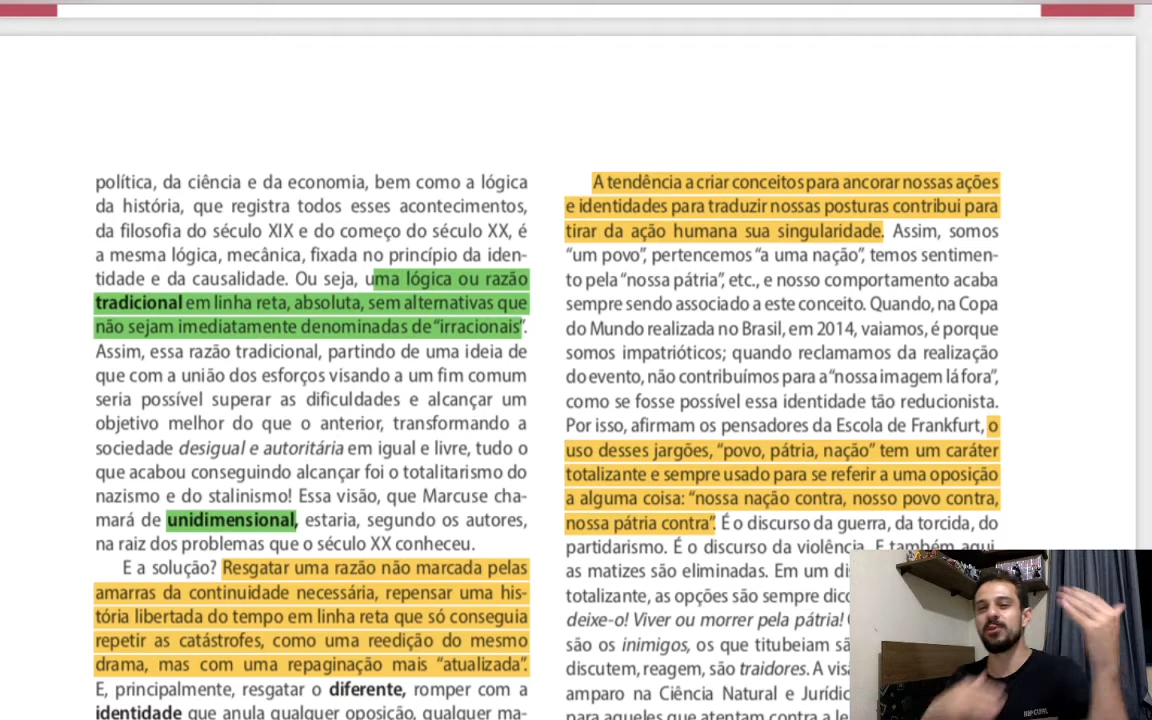 política, da ciência e da economia, bem como a lógica
da história, que registra todos esses acontecimentos,
da filosofia do século XIX e do começo do século XX, é
a mesma lógica, mecânica, fixada no princípio da iden-
tidade e da causalidade. Ou seja, uma lógica ou razão
tradicional em linha reta, absoluta, sem alternativas que
não sejam imediatamente denominadas de “irracionais”.
Assim, essa razão tradicional, partindo de uma ideia de
que com a união dos esforços visando a um fim comum
seria possível superar as dificuldades e alcançar um
objetivo melhor do que o anterior, transformando a
sociedade desigual e autoritária em igual e livre, tudo o
que acabou conseguindo alcançar foi o totalitarismo do
nazismo e do stalinismo! Essa visão, que Marcuse cha-
mará de unidimensional, estaria, segundo os autores,
na raiz dos problemas que o século XX conheceu.
E a solução? Resgatar uma razão não marcada pelas
amarras da continuidade necessária, repensar uma his-
tória libertada do tempo em linha reta que só conseguia
repetir as catástrofes, como uma reedição do mesmo
drama, mas com uma repaginação mais “atualizada”.
E, principalmente, resgatar o diferente, romper com a
identidade que anula qualquer oposição, qualquer ma-
A tendência a criar conceitos para ancorar nossas ações
e identidades para traduzir nossas posturas contribui para
tirar da ação humana sua singularidade. Assim, somos
“um povo”, pertencemos “a uma nação”, temos sentimen-
to pela “nossa pátria”, etc., e nosso comportamento acaba
sempre sendo associado a este conceito. Quando, na Copa
do Mundo realizada no Brasil, em 2014, vaiamos, é porque
somos impatrióticos; quando reclamamos da realização
do evento, não contribuímos para a “nossa imagem lá fora”,
como se fosse possível essa identidade tão reducionista.
Por isso, afirmam os pensadores da Escola de Frankfurt, o
uso desses jargões, “povo, pátria, nação” tem um caráter
totalizante e sempre usado para se referir a uma oposição
a alguma coisa: “nossa nação contra, nosso povo contra,
nossa pátria contra”. É o discurso da guerra, da torcida, do
partidarismo. É o discurso da violência. E também aqui,
as matizes são eliminadas. Em um
totalizante, as opções são sempre
deixe-o! Viver ou morrer pela pátria!
são os inimigos, os que titubeiam
discutem, reagem, são traidores. A
amparo na Ciência Natural e
para aqueles que atentam contra a